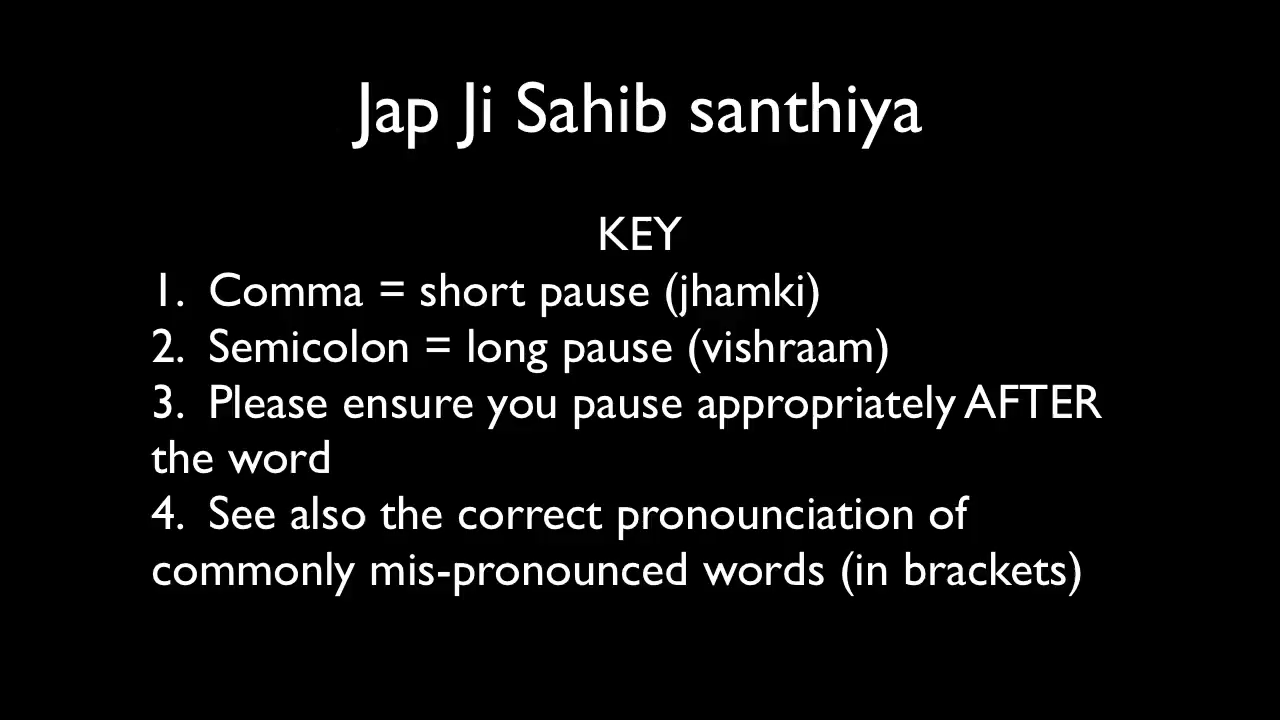 Jap Ji Sahib santhiya
KEY
1. Comma = short pause (jhamki)
2. Semicolon = long pause (vishraam)
3. Please ensure you pause appropriately AFTER
the word
4. See also the correct pronounciation of
commonly mis-pronounced words (in brackets)